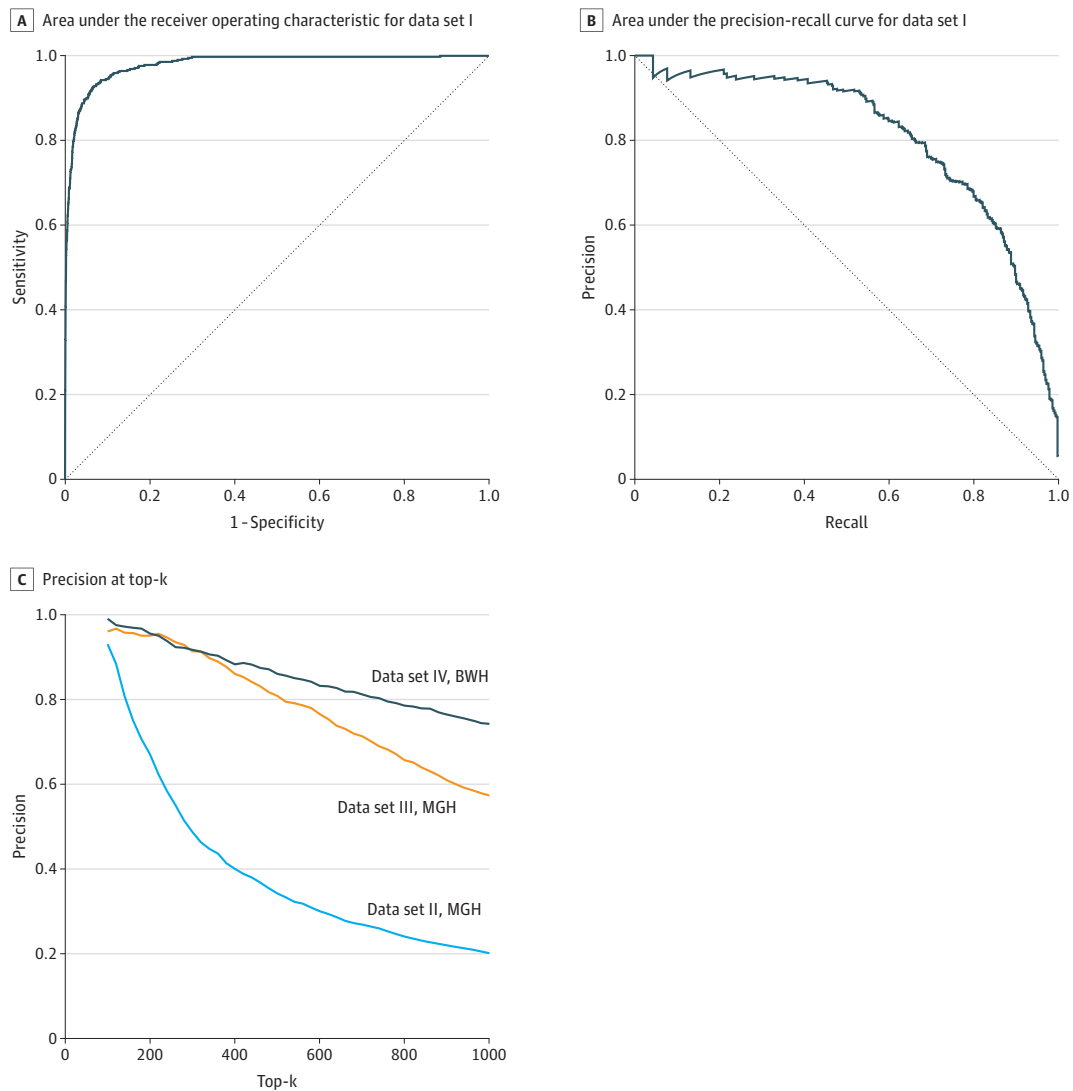 A Area under the receiver operating characteristic for data set I
1.0
0.8
0.6
0.4
0.2
0
Sensitivity
0 0.2 0.4 0.6 0.8 1.0
1 - Specificity
B Area under the precision-recall curve for data set I
1.0
0.8
0.6
0.4
0.2
0
Precision
0 0.2 0.4 0.6 0.8 1.0
Recall
C Precision at top-k
1.0
0.8
0.6
0.4
0.2
0
Precision
Data set IV, BWH
Data set III, MGH
Data set II, MGH
0 200 400 600 800 1000
Top-k